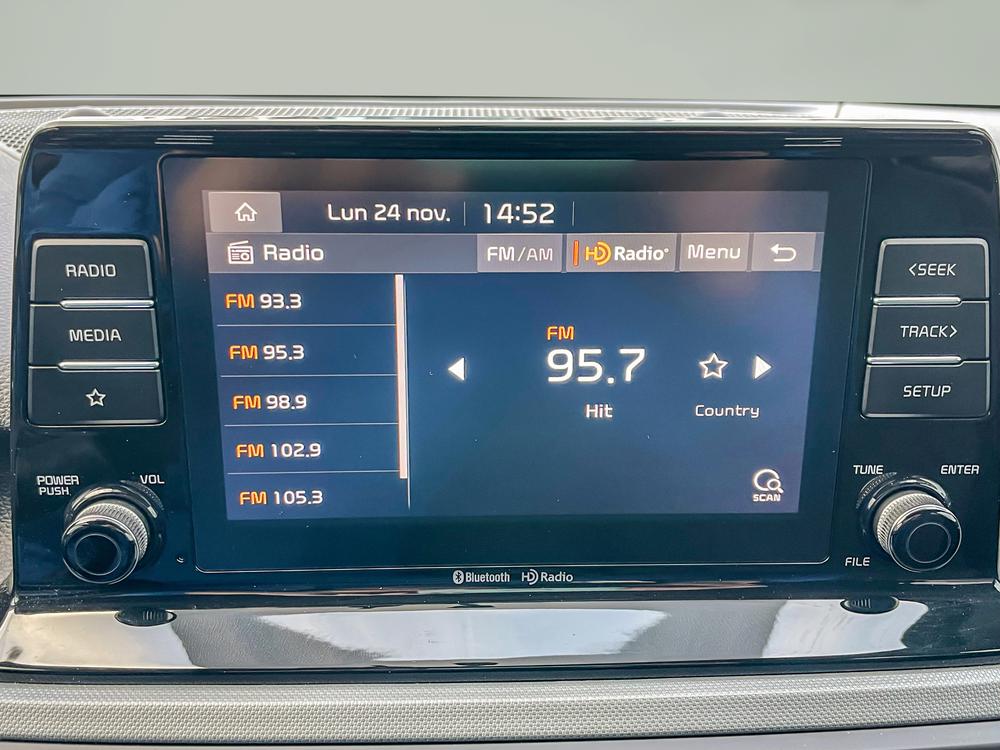 Lun 24 nov. 14:52
Radio FM/AM HD Radio® Menu
RADIO
MEDIA
FM 93.3
FM 95.3
FM 98.9
FM 102.9
FM 105.3
FM
95.7
Hit Country
SCAN
<SEEK
TRACK>
SETUP
POWER
PUSH
VOL
TUNE
ENTER
FILE
Bluetooth HD Radio